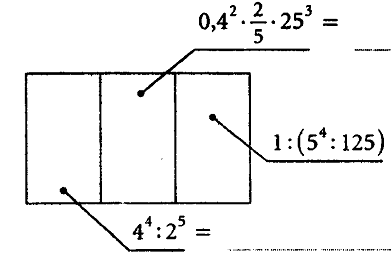 0,4² · 2/5 · 25³ =
1 : (5⁴ : 125)
4⁴ : 2⁵ =